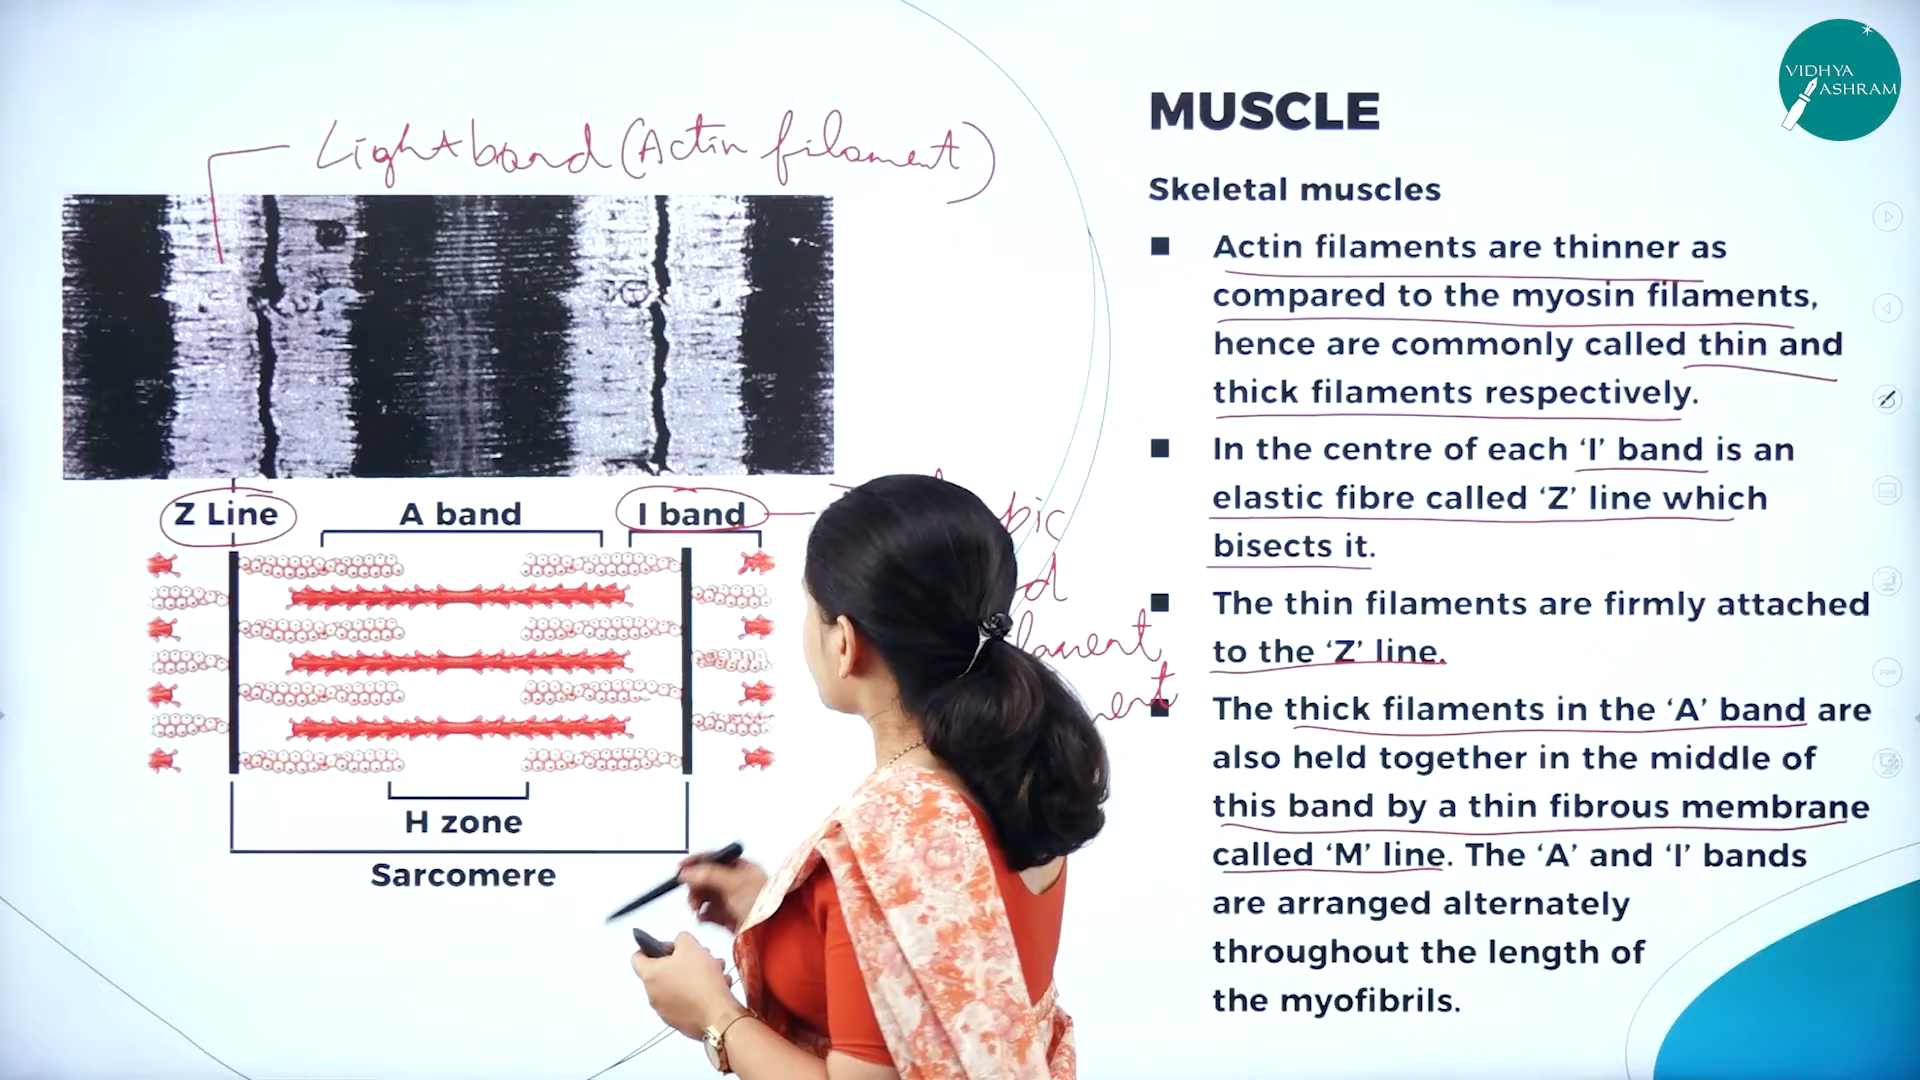 VIDHYA
ASHRAM
MUSCLE
Light band (Actin filament)
Skeletal muscles
Actin filaments are thinner as
compared to the myosin filaments,
hence are commonly called thin and
thick filaments respectively.
In the centre of each ‘I’ band is an
elastic fibre called ‘Z’ line which
bisects it.
The thin filaments are firmly attached
to the ‘Z’ line.
The thick filaments in the ‘A’ band are
also held together in the middle of
this band by a thin fibrous membrane
called ‘M’ line. The ‘A’ and ‘I’ bands
are arranged alternately
throughout the length of
the myofibrils.
Z Line
A band
I band
H zone
Sarcomere